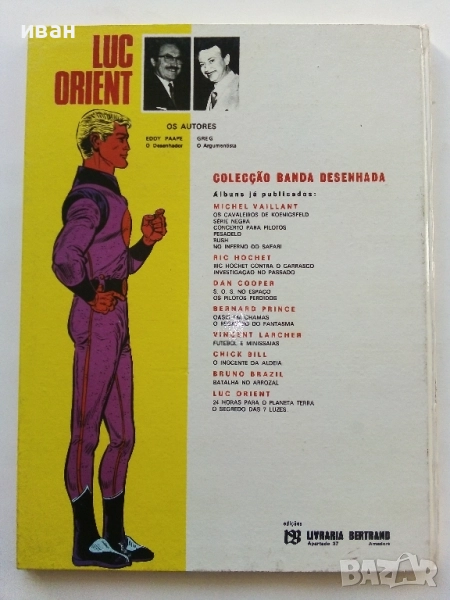 иван
LUC
ORIENT
OS AUTORES
EDDY PAAPE
O Desenhador
GREG
O Argumentista
COLECÇÃO BANDA DESENHADA
Álbuns já publicados:
MICHEL VAILLANT
OS CAVALEIROS DE KOENIGSFELD
SÉRIE NEGRA
CONCERTO PARA PILOTOS
PESADELO
RUSH
NO INFERNO DO SAFARI
RIC HOCHET
RIC HOCHET CONTRA O CARRASCO
INVESTIGAÇÃO NO PASSADO
DAN COOPER
S. O. S. NO ESPAÇO
OS PILOTOS PERDIDOS
BERNARD PRINCE
OÁSIS EM CHAMAS
O REGRESSO DO FANTASMA
VINCENT LARCHER
FUTEBOL E MINISSAIAS
CHICK BILL
O INOCENTE DA ALDEIA
BRUNO BRAZIL
BATALHA NO ARROZAL
LUC ORIENT
24 HORAS PARA O PLANETA TERRA
O SEGREDO DAS 7 LUZES
edições
LIVRARIA BERTRAND
Apartado 37 Amadora
BAZAR